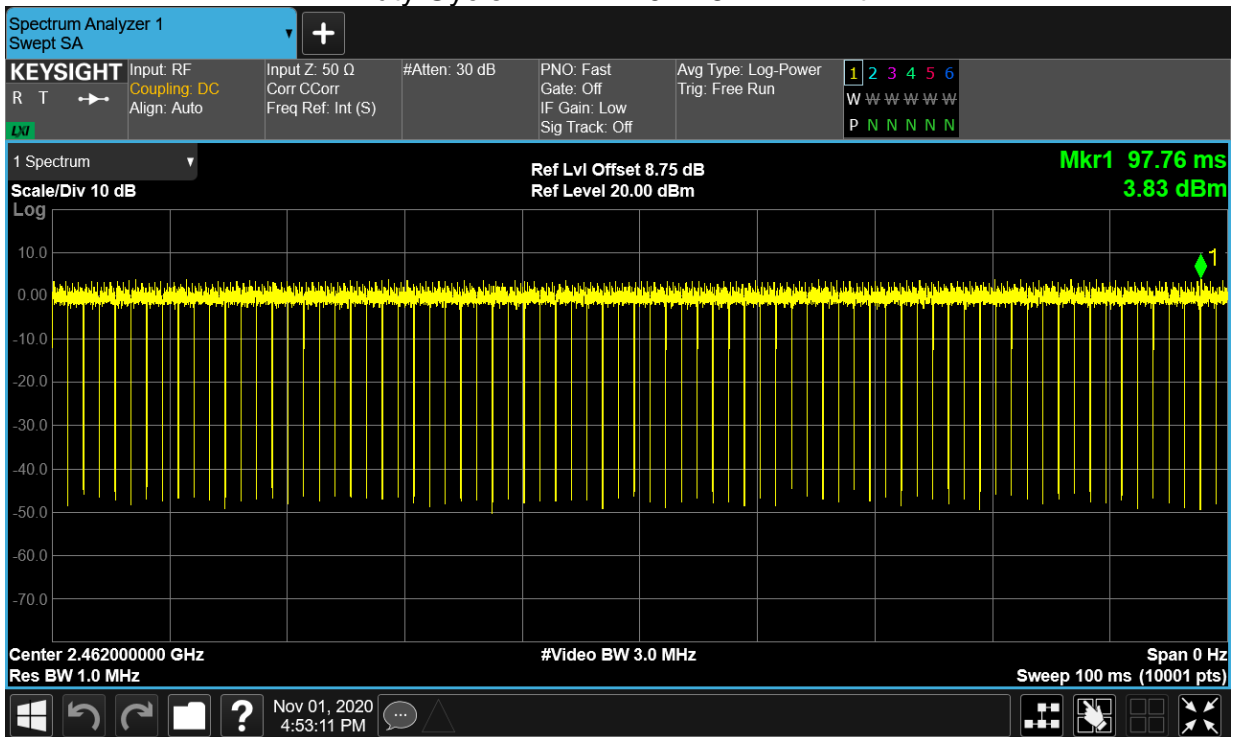 Spectrum Analyzer 1
Swept SA
+
KEYSIGHT
R T
LXI
Input: RF
Coupling: DC
Align: Auto
Input Z: 50 Ω
Corr CCorr
Freq Ref: Int (S)
#Atten: 30 dB
PNO: Fast
Gate: Off
IF Gain: Low
Sig Track: Off
Avg Type: Log-Power
Trig: Free Run
1 2 3 4 5 6
W W W W W W
P N N N N N
1 Spectrum
Scale/Div 10 dB
Log
Ref Lvl Offset 8.75 dB
Ref Level 20.00 dBm
Mkr1 97.76 ms
3.83 dBm
1
10.0
0.00
-10.0
-20.0
-30.0
-40.0
-50.0
-60.0
-70.0
Center 2.462000000 GHz
Res BW 1.0 MHz
#Video BW 3.0 MHz
Span 0 Hz
Sweep 100 ms (10001 pts)
?
Nov 01, 2020
4:53:11 PM